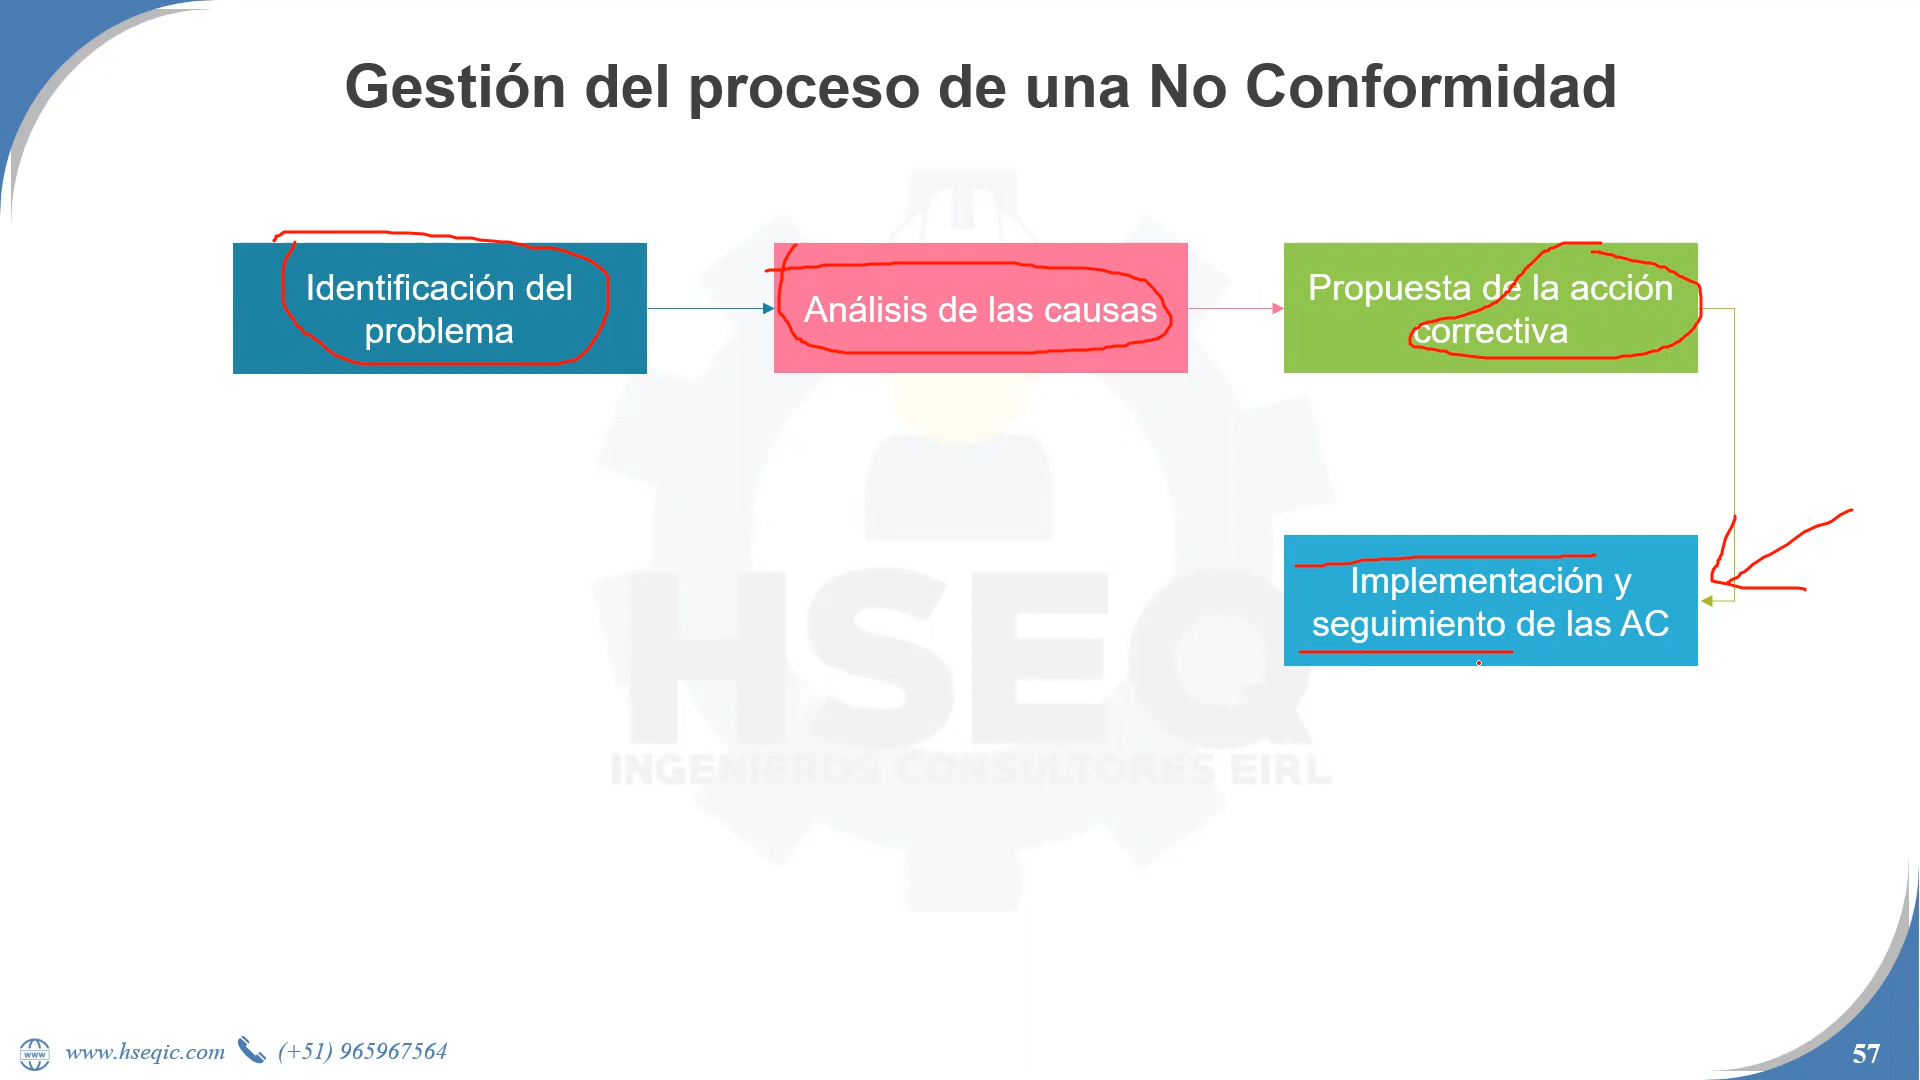 Gestión del proceso de una No Conformidad
Identificación del
problema
Análisis de las causas
Propuesta de la acción
correctiva
Implementación y
seguimiento de las AC
HSEQ
INGENIEROS CONSULTORES EIRL
www
www.hseqic.com
(+51) 965967564
57